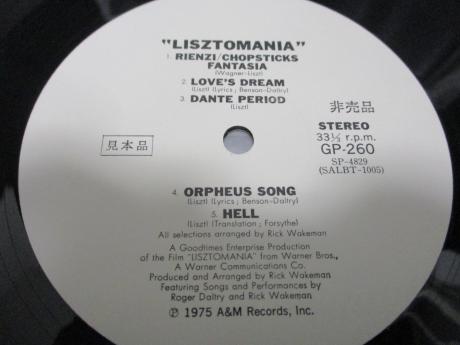 "LISZTOMANIA"
1. RIENZI/CHOPSTICKS
FANTASIA
(Wagner-Liszt)
2. LOVE'S DREAM
(Liszt) (Lyrics ; Benson-Daltry)
3. DANTE PERIOD
(Liszt)
非売品
見本品
STEREO
33⅓ r.p.m.
GP-260
SP-4829
(SALBT-1005)
4. ORPHEUS SONG
(Liszt) (Lyrics ; Benson-Daltry)
5. HELL
(Liszt) (Translation ; Forsythe)
All selections arranged by Rick Wakeman
A Goodtimes Enterprise Production
of the Film "LISZTOMANIA" from Warner Bros.,
A Warner Communications Co.
Produced and Arranged by Rick Wakeman
Featuring Songs and Performances by
Roger Daltry and Rick Wakeman
Ⓟ 1975 A&M Records, Inc.